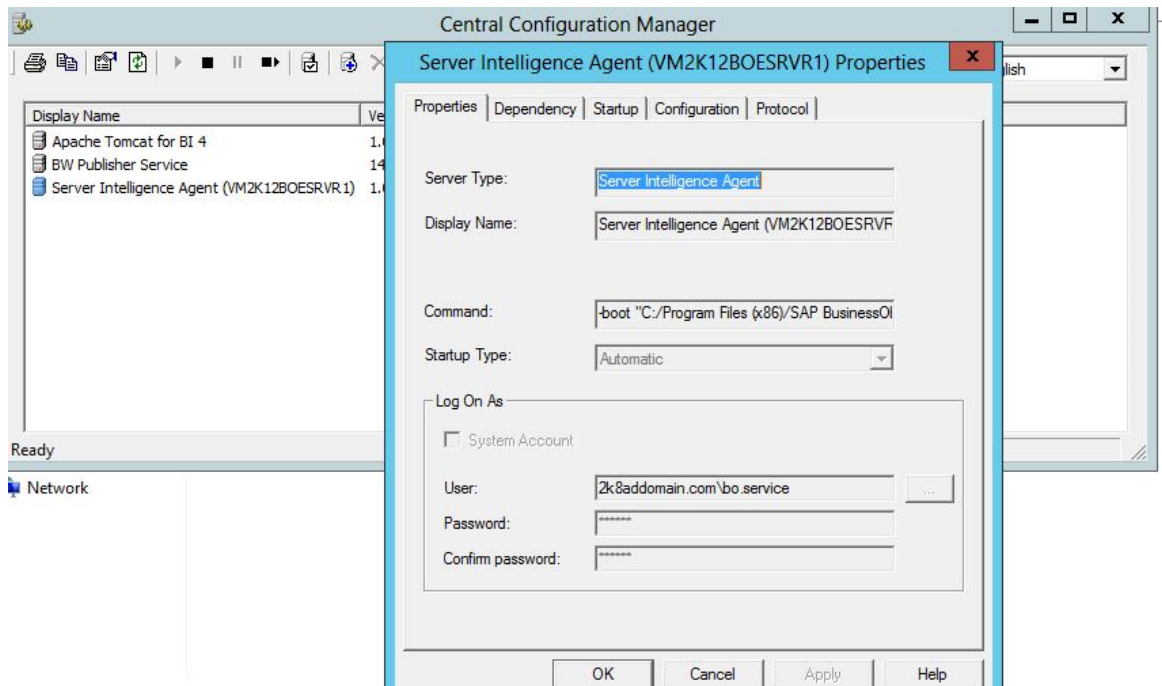 Central Configuration Manager
Server Intelligence Agent (VM2K12BOESRVR1) Properties
lish
Display Name
Ve
Apache Tomcat for BI 4
1.
BW Publisher Service
14
Server Intelligence Agent (VM2K12BOESRVR1)
1.
Ready
Network
Properties
Dependency
Startup
Configuration
Protocol
Server Type:
Server Intelligence Agent
Display Name:
Server Intelligence Agent (VM2K12BOESRVR
Command:
-boot "C:/Program Files (x86)/SAP BusinessOl
Startup Type:
Automatic
Log On As
System Account
User:
2k8addomain.com\bo.service
...
Password:
******
Confirm password:
******
OK
Cancel
Apply
Help